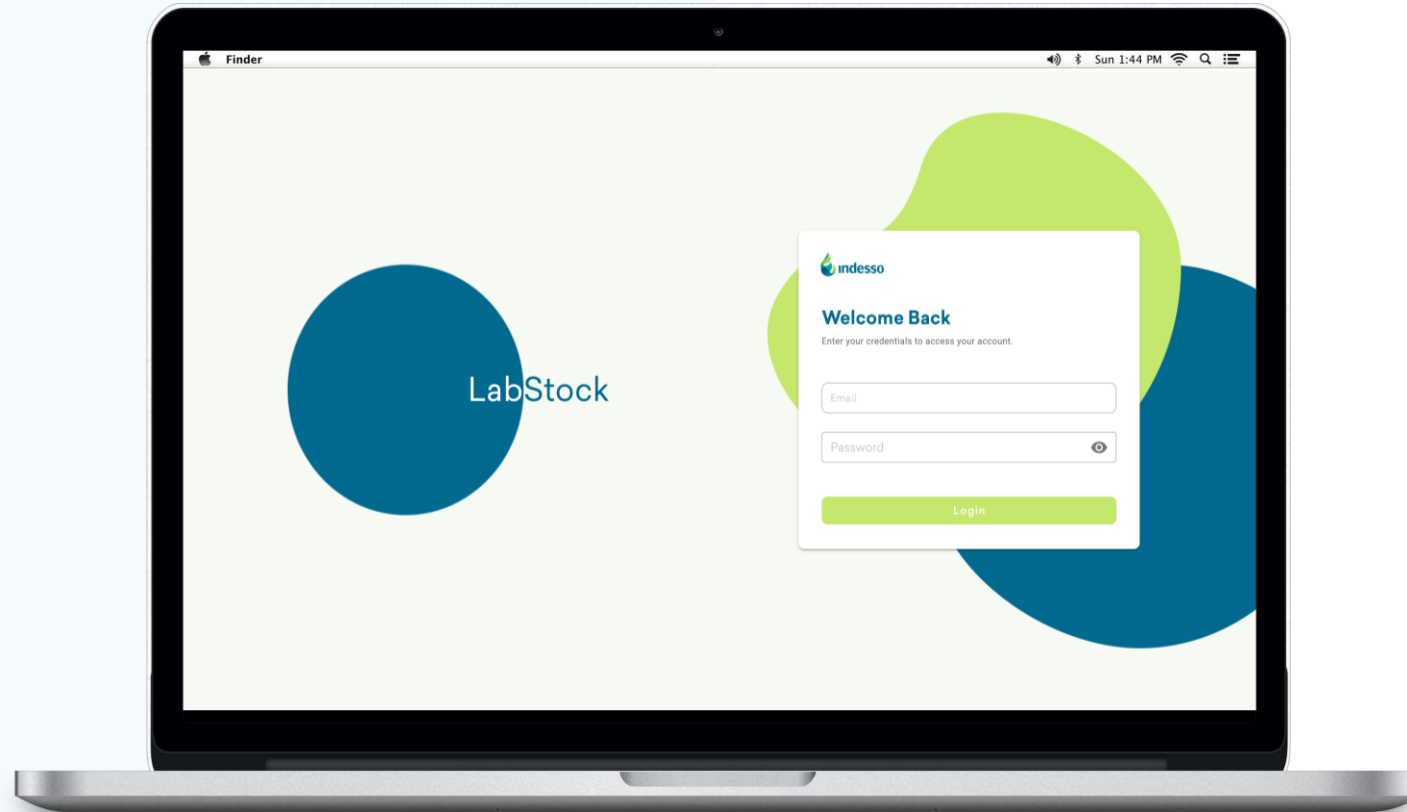 Finder
Sun 1:44 PM
LabStock
indesso
Welcome Back
Enter your credentials to access your account.
Email
Password
Login